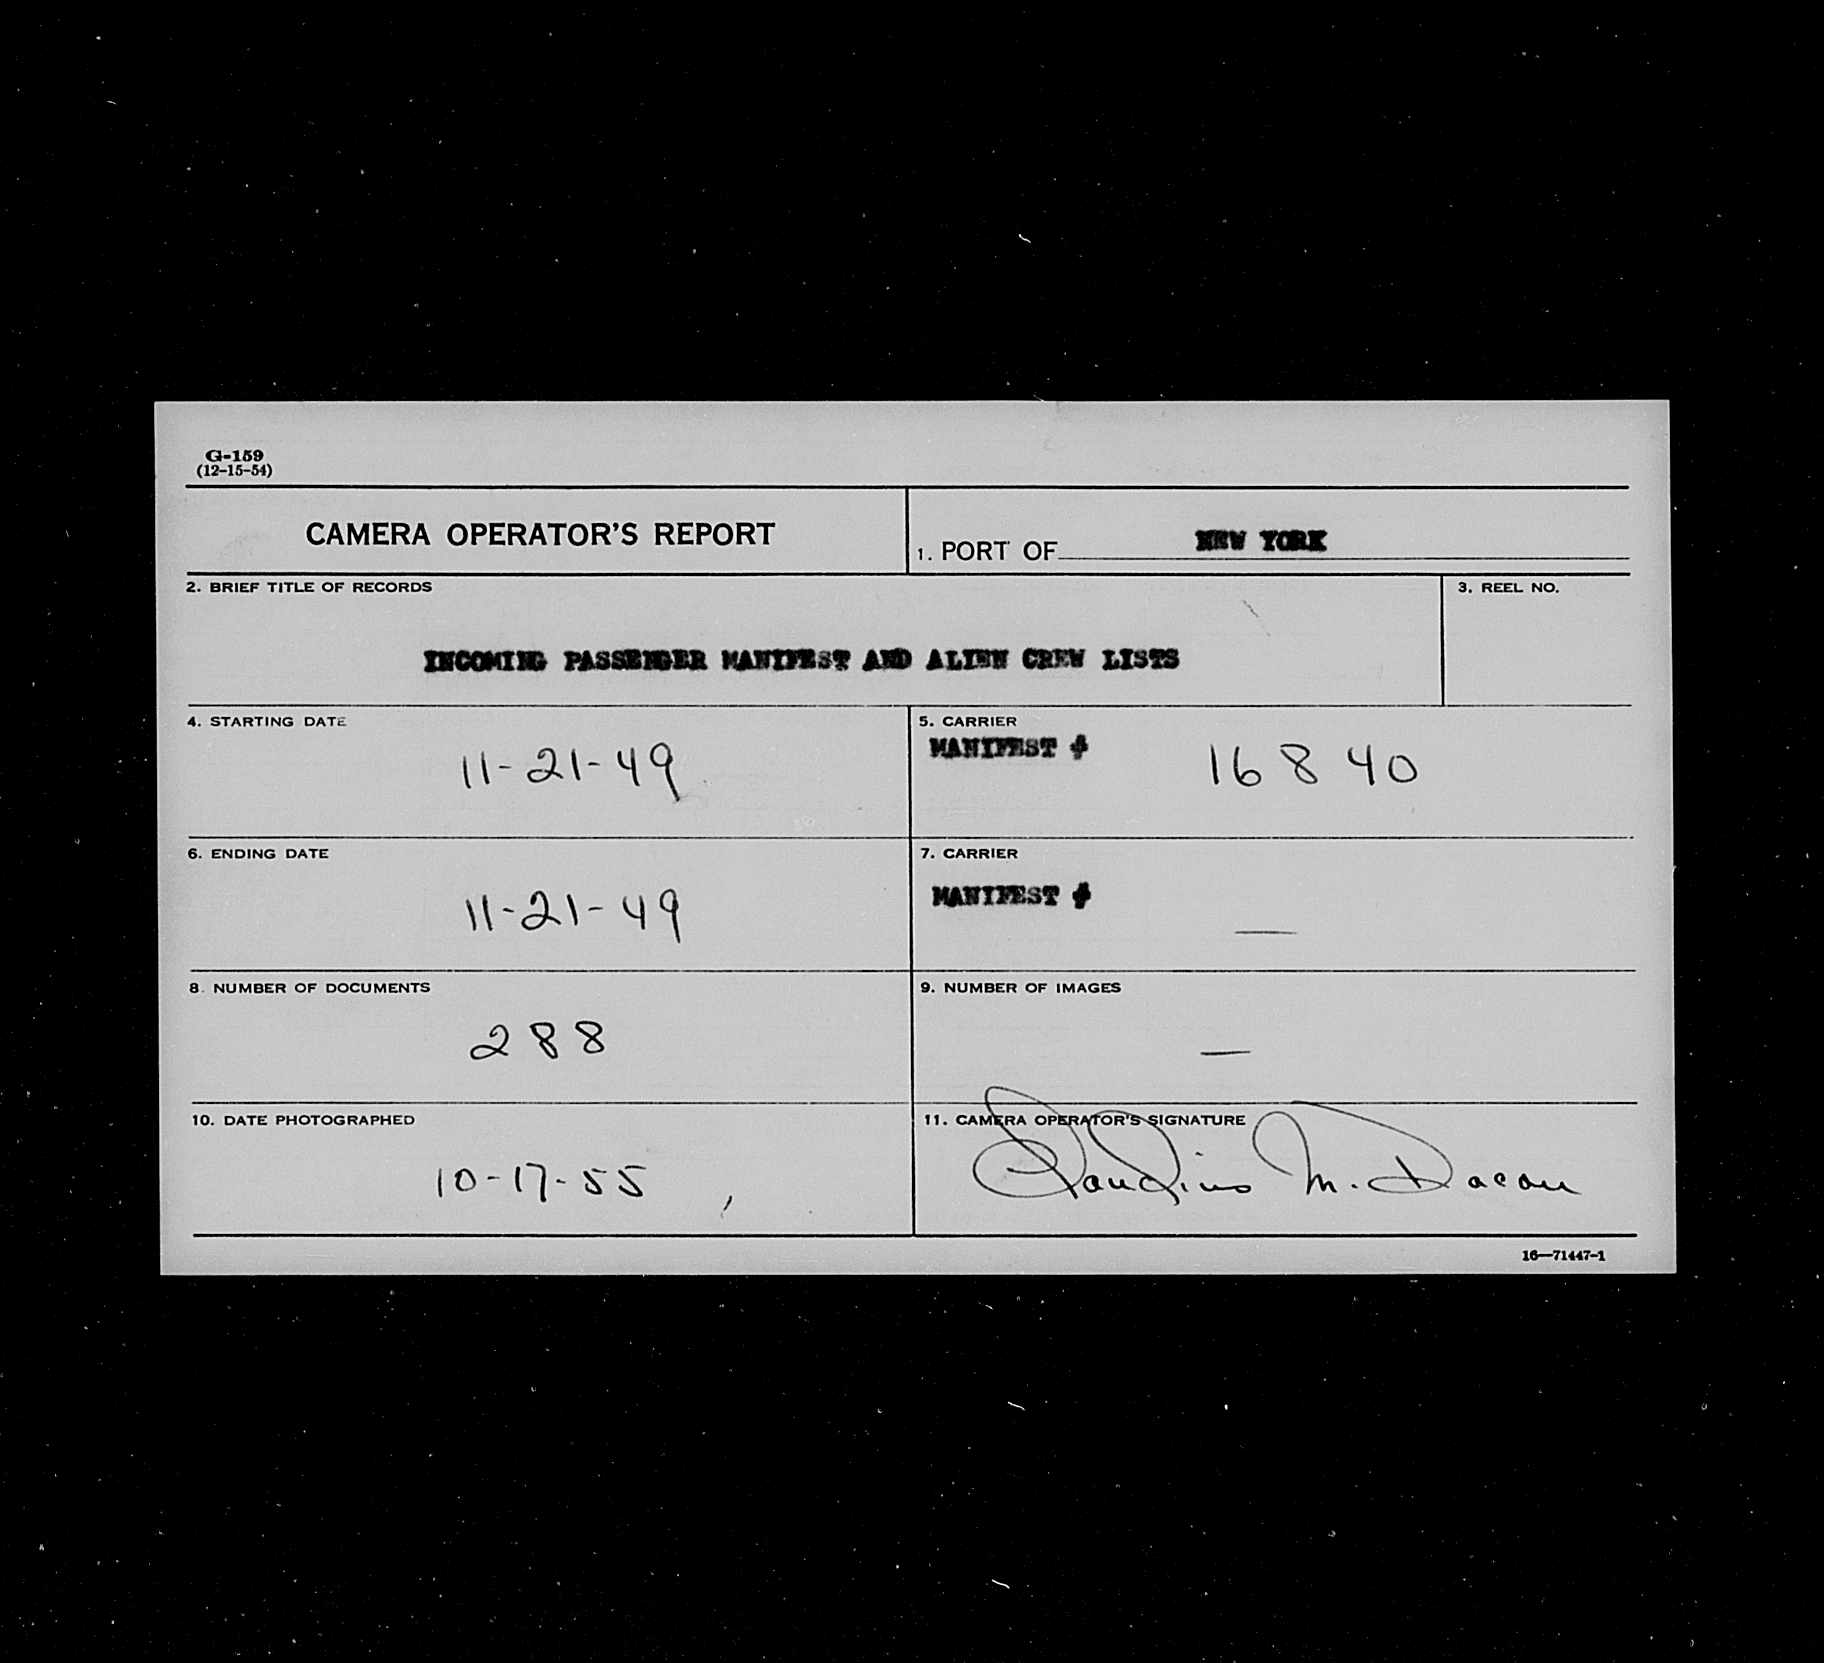 G-159
(12-15-54)
CAMERA OPERATOR'S REPORT
1. PORT OF NEW YORK
2. BRIEF TITLE OF RECORDS
3. REEL NO.
INCOMING PASSENGER MANIFEST AND ALIEN CREW LISTS
4. STARTING DATE
11-21-49
5. CARRIER
MANIFEST # 16840
6. ENDING DATE
11-21-49
7. CARRIER
MANIFEST # —
8. NUMBER OF DOCUMENTS
288
9. NUMBER OF IMAGES
—
10. DATE PHOTOGRAPHED
10-17-55
11. CAMERA OPERATOR'S SIGNATURE
M.
16—71447-1